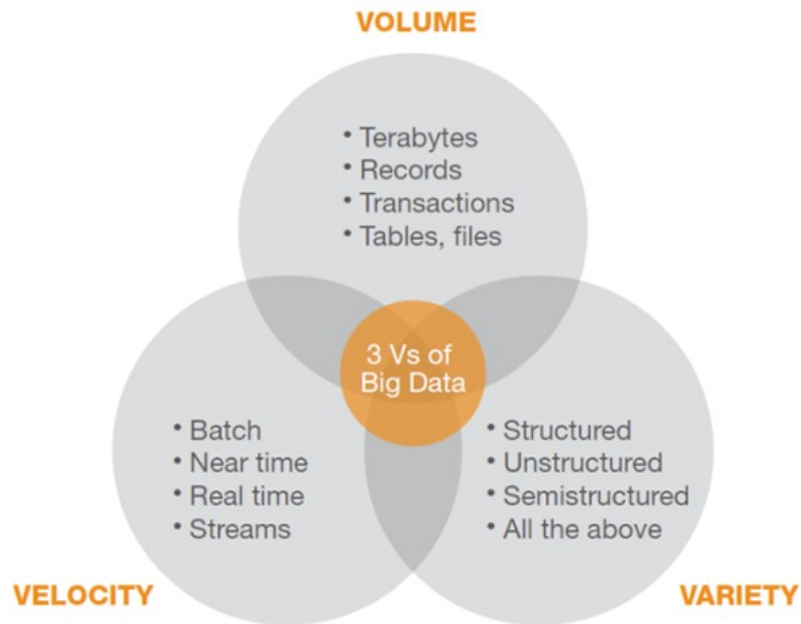 VOLUME
• Terabytes
• Records
• Transactions
• Tables, files
3 Vs of
Big Data
• Batch
• Near time
• Real time
• Streams
• Structured
• Unstructured
• Semistructured
• All the above
VELOCITY
VARIETY